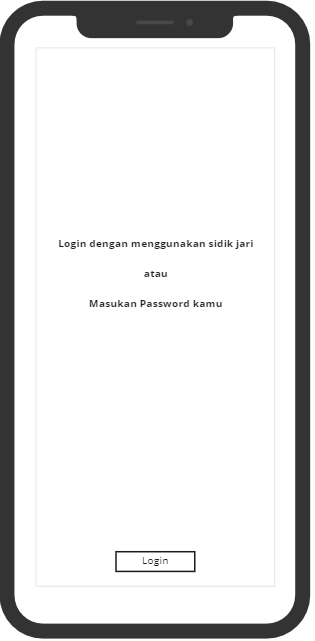 Login dengan menggunakan sidik jari
atau
Masukan Password kamu
Login